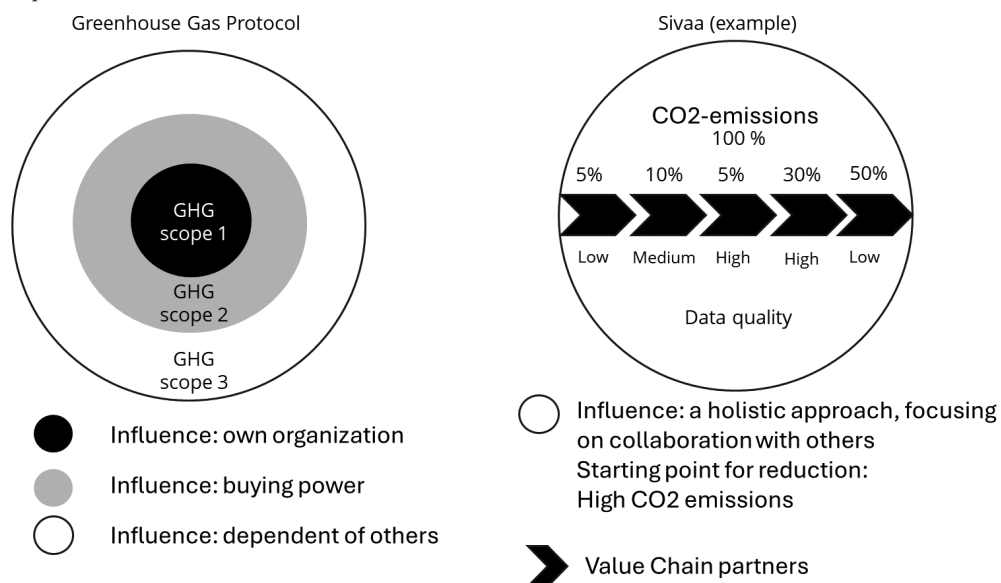 Greenhouse Gas Protocol
GHG
scope 1
GHG
scope 2
GHG
scope 3
Influence: own organization
Influence: buying power
Influence: dependent of others
Sivaa (example)
CO2-emissions
100 %
5% 10% 5% 30% 50%
Low Medium High High Low
Data quality
Influence: a holistic approach, focusing
on collaboration with others
Starting point for reduction:
High CO2 emissions
Value Chain partners